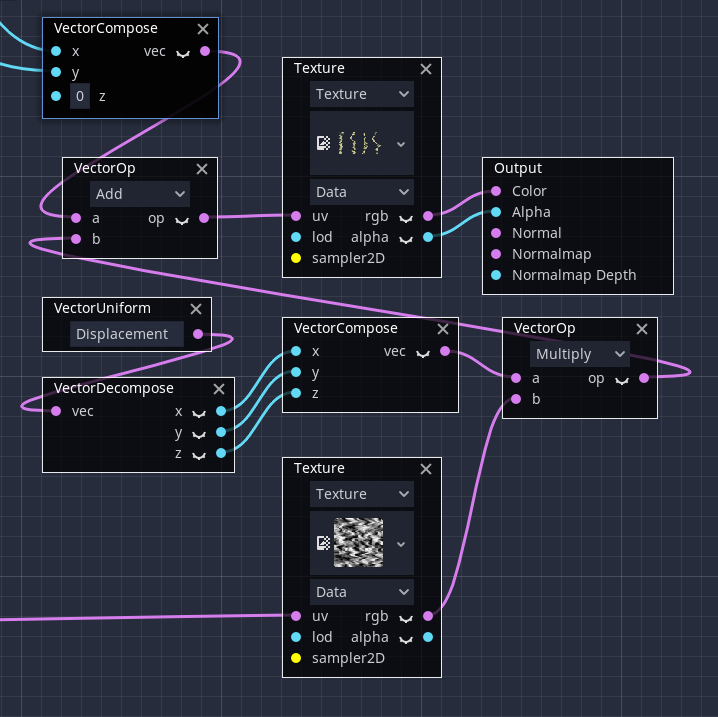 VectorCompose
x vec
y
0 z
VectorOp
Add
a op
b
Texture
Texture
Data
uv rgb
lod alpha
sampler2D
Output
Color
Alpha
Normal
Normalmap
Normalmap Depth
VectorUniform
Displacement
VectorDecompose
vec x
y
z
VectorCompose
x vec
y
z
VectorOp
Multiply
a op
b
Texture
Texture
Data
uv rgb
lod alpha
sampler2D